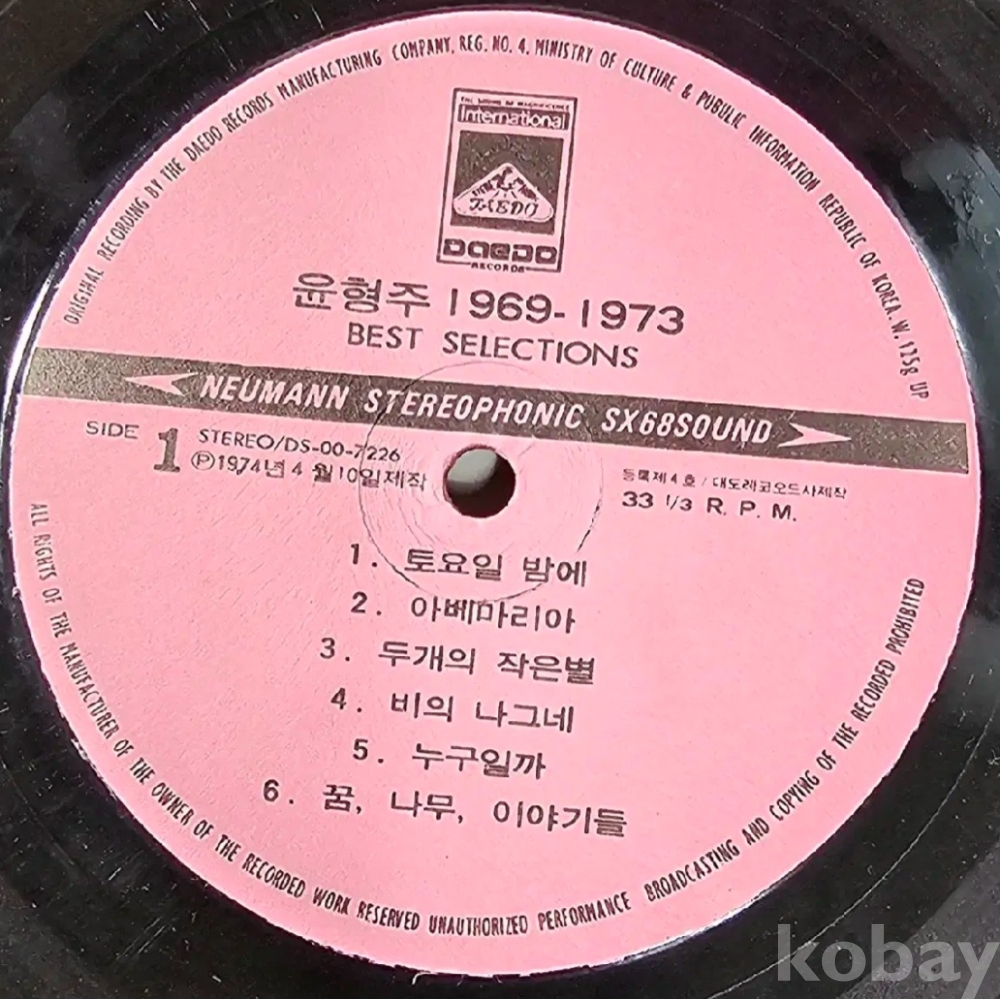 ORIGINAL RECORDING BY THE DAEDO RECORDS MANUFACTURING COMPANY, REG. NO. 4. MINISTRY OF CULTURE & PUBULIC INFORMATION REPUBLIC OF KOREA. W. 125g UP
THE SOUND OF MAGNIFICENCE
International
DAEDO
RECORDS
윤형주 1969-1973
BEST SELECTIONS
NEUMANN STEREOPHONIC SX68SOUND
SIDE 1
STEREO/DS-00-7226
Ⓟ1974년 4월 10일제작
등록제4호/대도레코오드사제작
33 1/3 R. P. M.
1. 토요일 밤에
2. 아베마리아
3. 두개의 작은별
4. 비의 나그네
5. 누구일까
6. 꿈, 나무, 이야기들
ALL RIGHTS OF THE MANUFACTURER OF THE OWNER OF THE RECORDED WORK RESERVED UNAUTHORIZED PERFORMANCE BROADCASTING AND COPYING OF THE RECORDED PROHIBITED
kobay